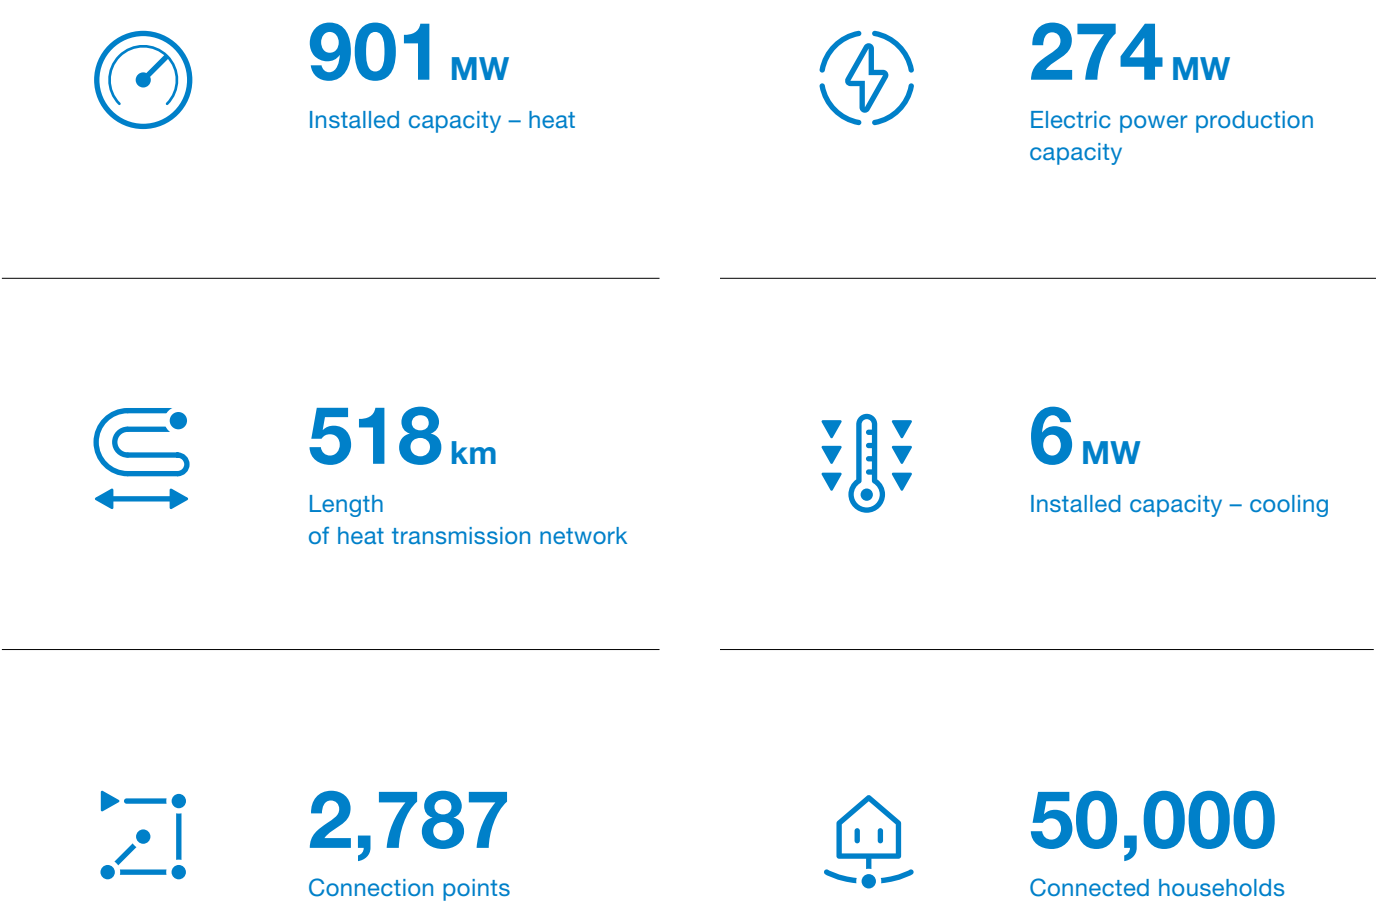 901 MW
Installed capacity – heat
274 MW
Electric power production
capacity
518 km
Length
of heat transmission network
6 MW
Installed capacity – cooling
2,787
Connection points
50,000
Connected households